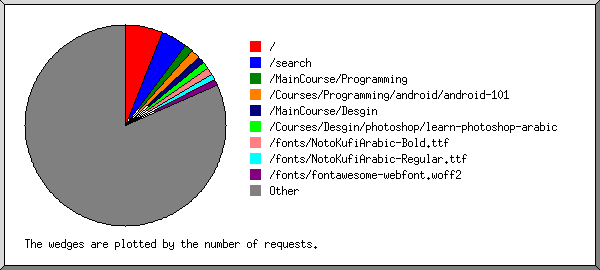 /
/search
/MainCourse/Programming
/Courses/Programming/android/android-101
/MainCourse/Desgin
/Courses/Desgin/photoshop/learn-photoshop-arabic
/fonts/NotoKufiArabic-Bold.ttf
/fonts/NotoKufiArabic-Regular.ttf
/fonts/fontawesome-webfont.woff2
Other
The wedges are plotted by the number of requests.